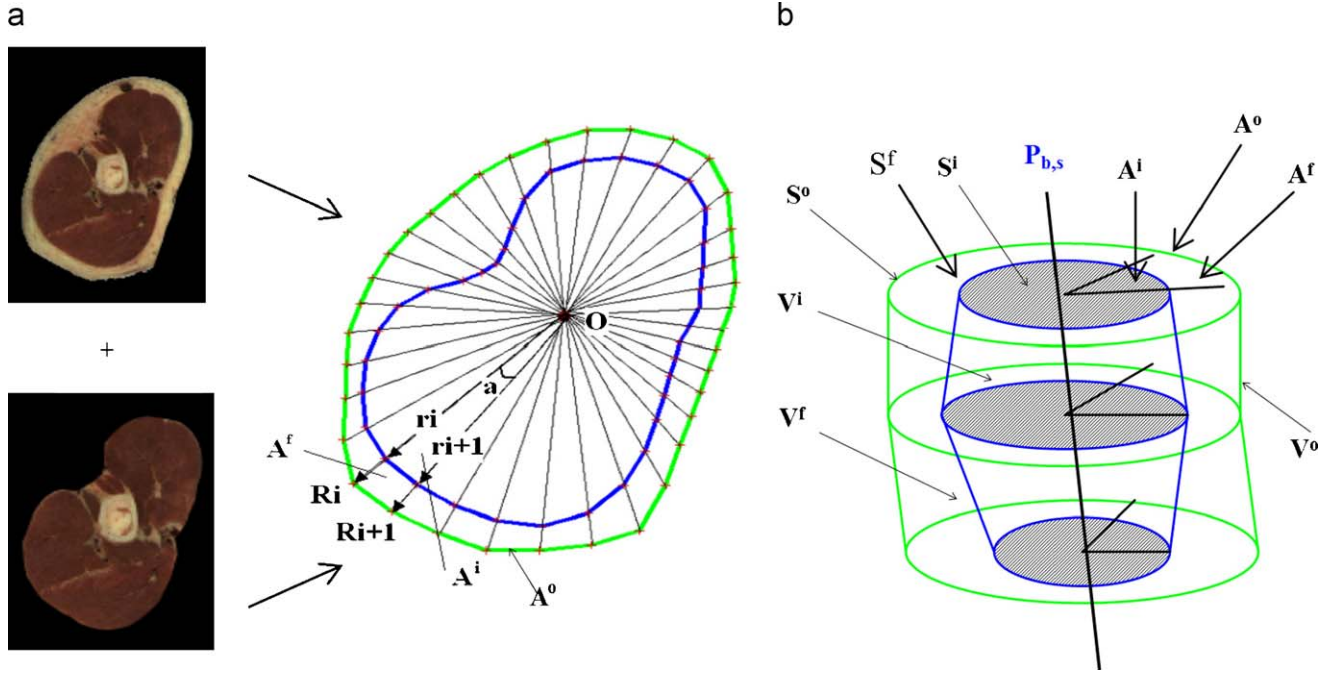 a
b
+
O
a
ri
ri+1
Ri
Ri+1
A^f
A^i
A^o
S^o
S^f
S^i
P_b,s
A^i
A^o
A^f
V^i
V^f
V^o